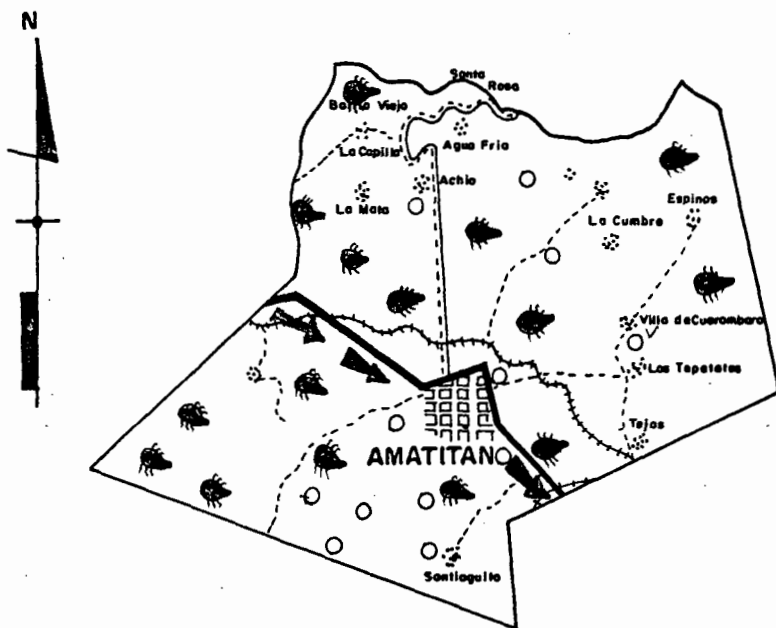 N
Santa
Rosa
Barrio Viejo
La Capilla
Agua Fria
Achio
La Mata
Espinos
La Cumbre
Villa de Cuerambaro
Los Tepetates
Tejas
AMATITAN
Santiaguito